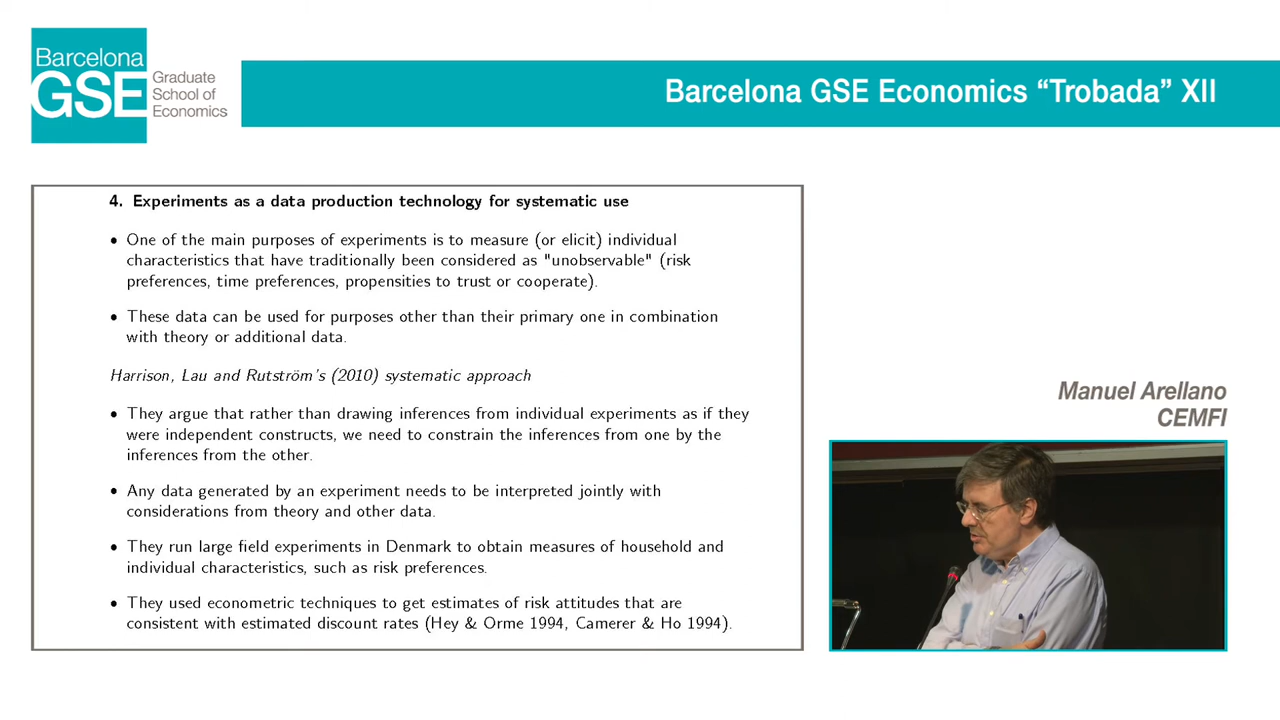 Barcelona
GSE
Graduate
School of
Economics
Barcelona GSE Economics “Trobada” XII
4. Experiments as a data production technology for systematic use
• One of the main purposes of experiments is to measure (or elicit) individual
characteristics that have traditionally been considered as "unobservable" (risk
preferences, time preferences, propensities to trust or cooperate).
• These data can be used for purposes other than their primary one in combination
with theory or additional data.
Harrison, Lau and Rutström's (2010) systematic approach
• They argue that rather than drawing inferences from individual experiments as if they
were independent constructs, we need to constrain the inferences from one by the
inferences from the other.
• Any data generated by an experiment needs to be interpreted jointly with
considerations from theory and other data.
• They run large field experiments in Denmark to obtain measures of household and
individual characteristics, such as risk preferences.
• They used econometric techniques to get estimates of risk attitudes that are
consistent with estimated discount rates (Hey & Orme 1994, Camerer & Ho 1994).
Manuel Arellano
CEMFI